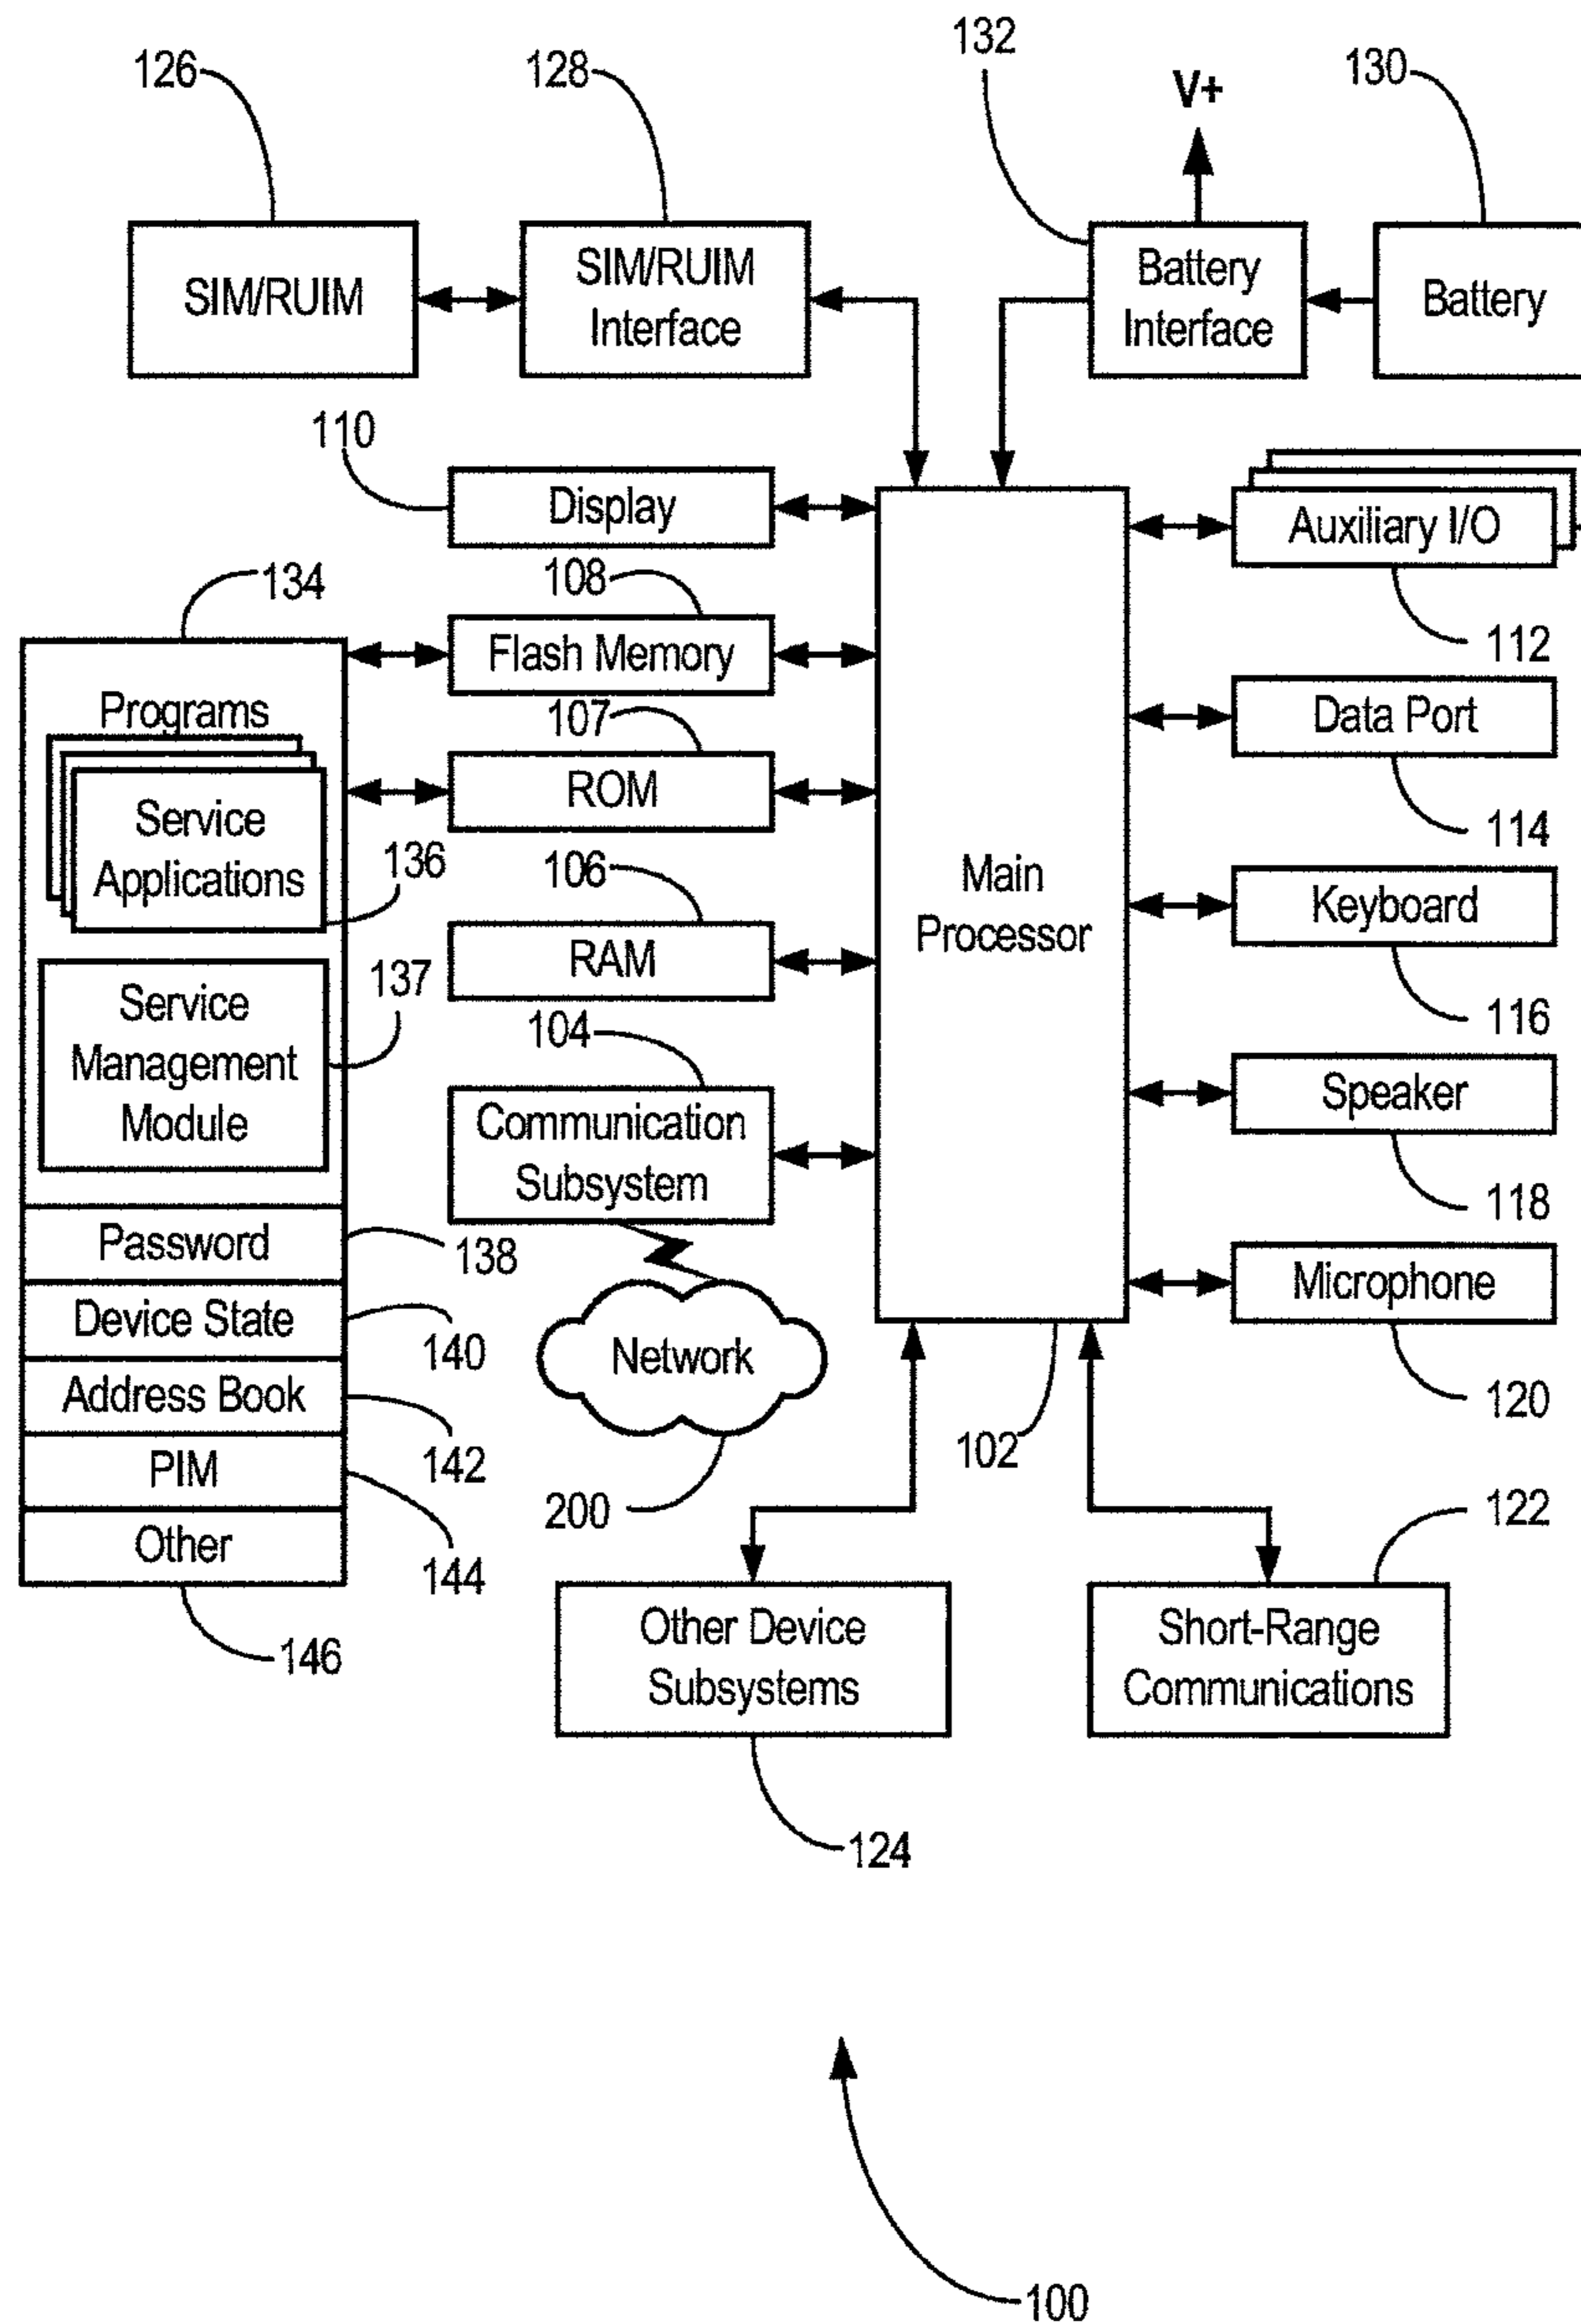 126
128
132
V+
130
SIM/RUIM
SIM/RUIM
Interface
Battery
Interface
Battery
110
Display
Auxiliary I/O
112
134
108
Flash Memory
Programs
107
ROM
Data Port
114
Service
Applications
136
106
RAM
Main
Processor
Keyboard
116
Service
Management
Module
137
104
Communication
Subsystem
Speaker
118
Password
138
Device State
140
Address Book
142
PIM
144
Other
146
Network
200
Microphone
120
102
122
Other Device
Subsystems
124
Short-Range
Communications
100